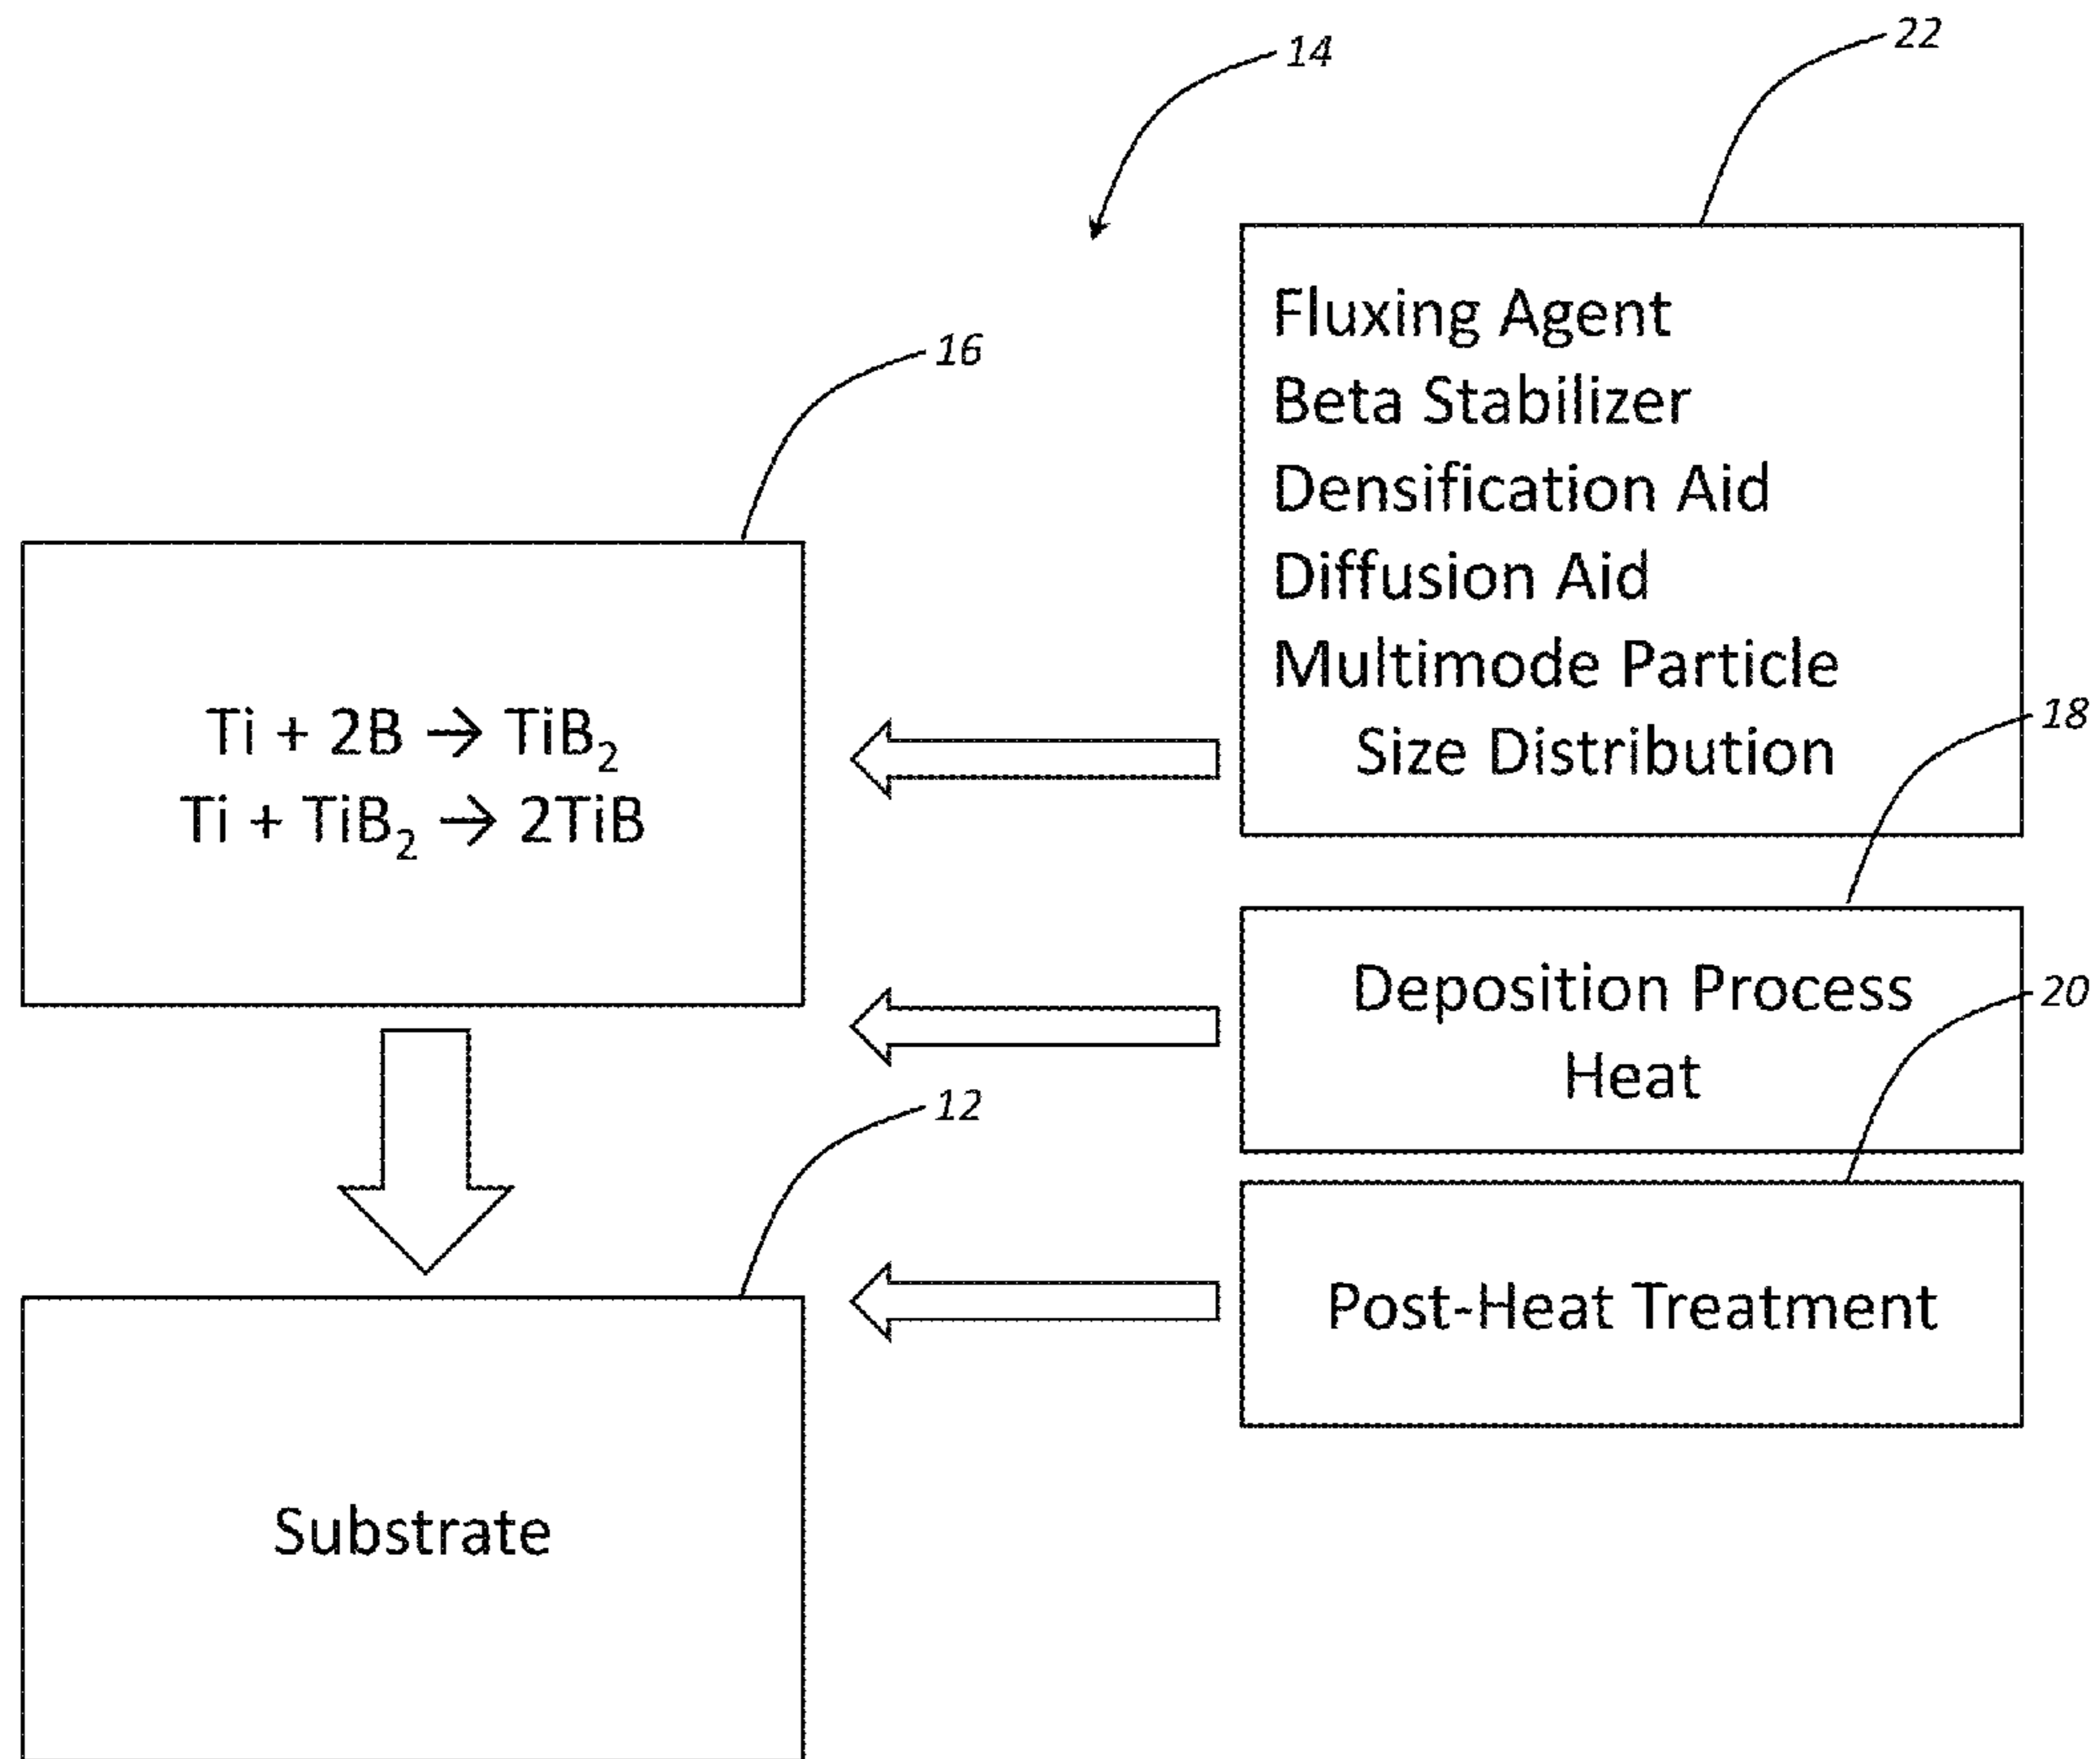 14
22
16
Fluxing Agent
Beta Stabilizer
Densification Aid
Diffusion Aid
Multimode Particle
Size Distribution
18
Ti + 2B → TiB₂
Ti + TiB₂ → 2TiB
Deposition Process
Heat
20
12
Post-Heat Treatment
Substrate